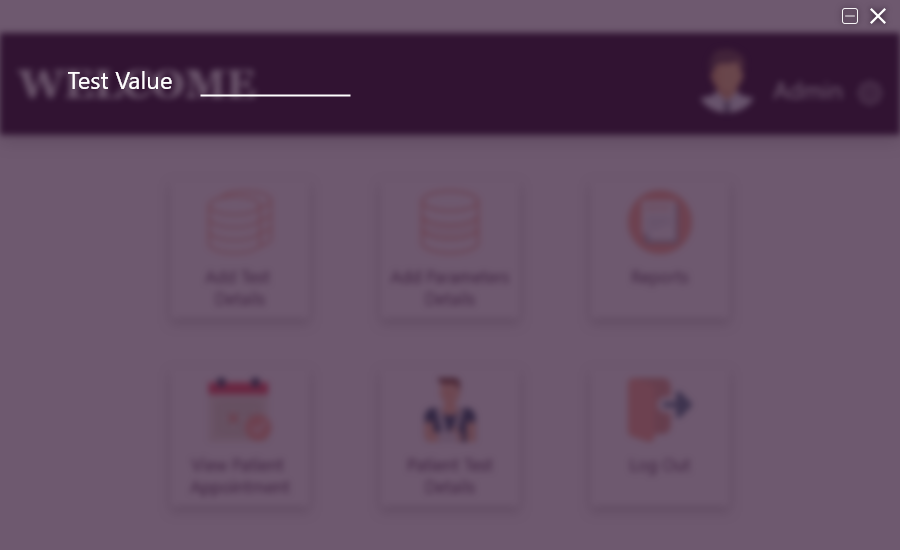 WELCOME
Test Value
Admin
Add Test
Details
Add Parameters
Details
Reports
View Patient
Appointment
Patient Test
Details
Log Out